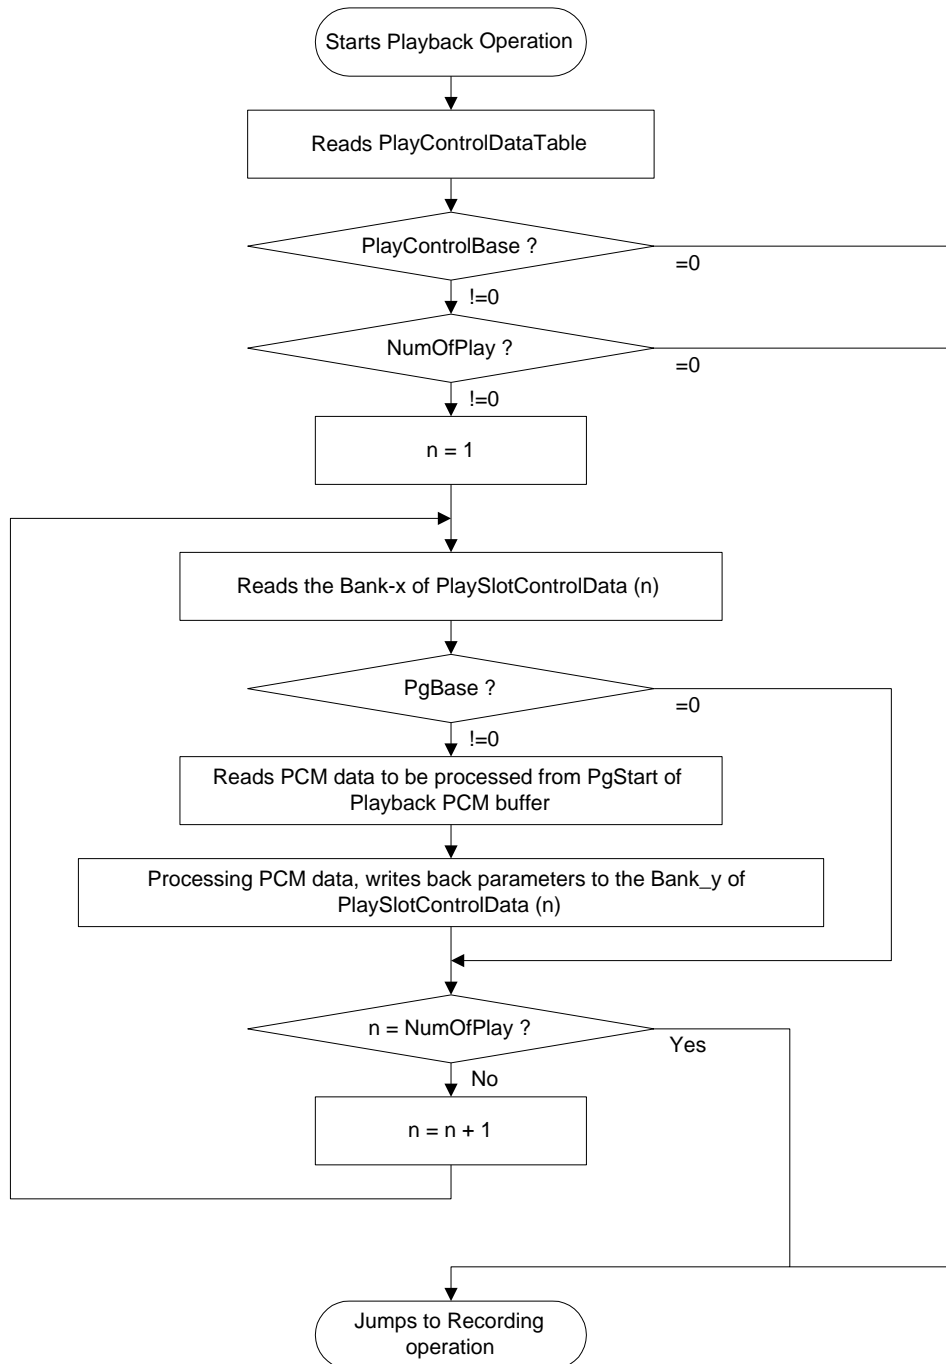 Starts Playback Operation
Reads PlayControlDataTable
PlayControlBase ?
=0
!=0
NumOfPlay ?
=0
!=0
n = 1
Reads the Bank-x of PlaySlotControlData (n)
PgBase ?
=0
!=0
Reads PCM data to be processed from PgStart of
Playback PCM buffer
Processing PCM data, writes back parameters to the Bank_y of
PlaySlotControlData (n)
n = NumOfPlay ?
Yes
No
n = n + 1
Jumps to Recording
operation